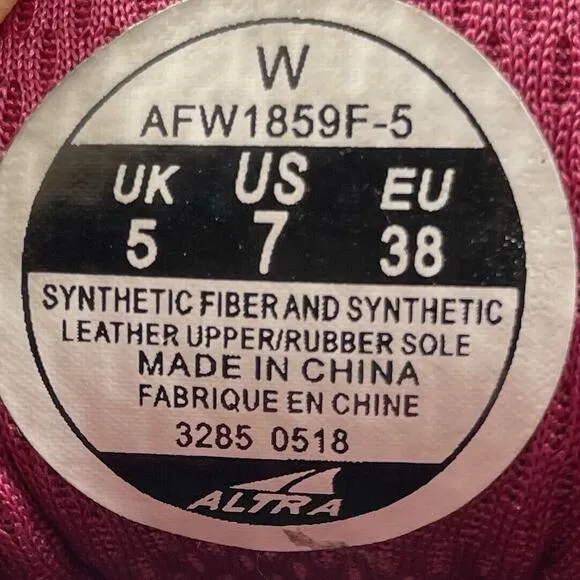 W
AFW1859F-5
UK US EU
5 7 38
SYNTHETIC FIBER AND SYNTHETIC
LEATHER UPPER/RUBBER SOLE
MADE IN CHINA
FABRIQUE EN CHINE
3285 0518
ALTRA